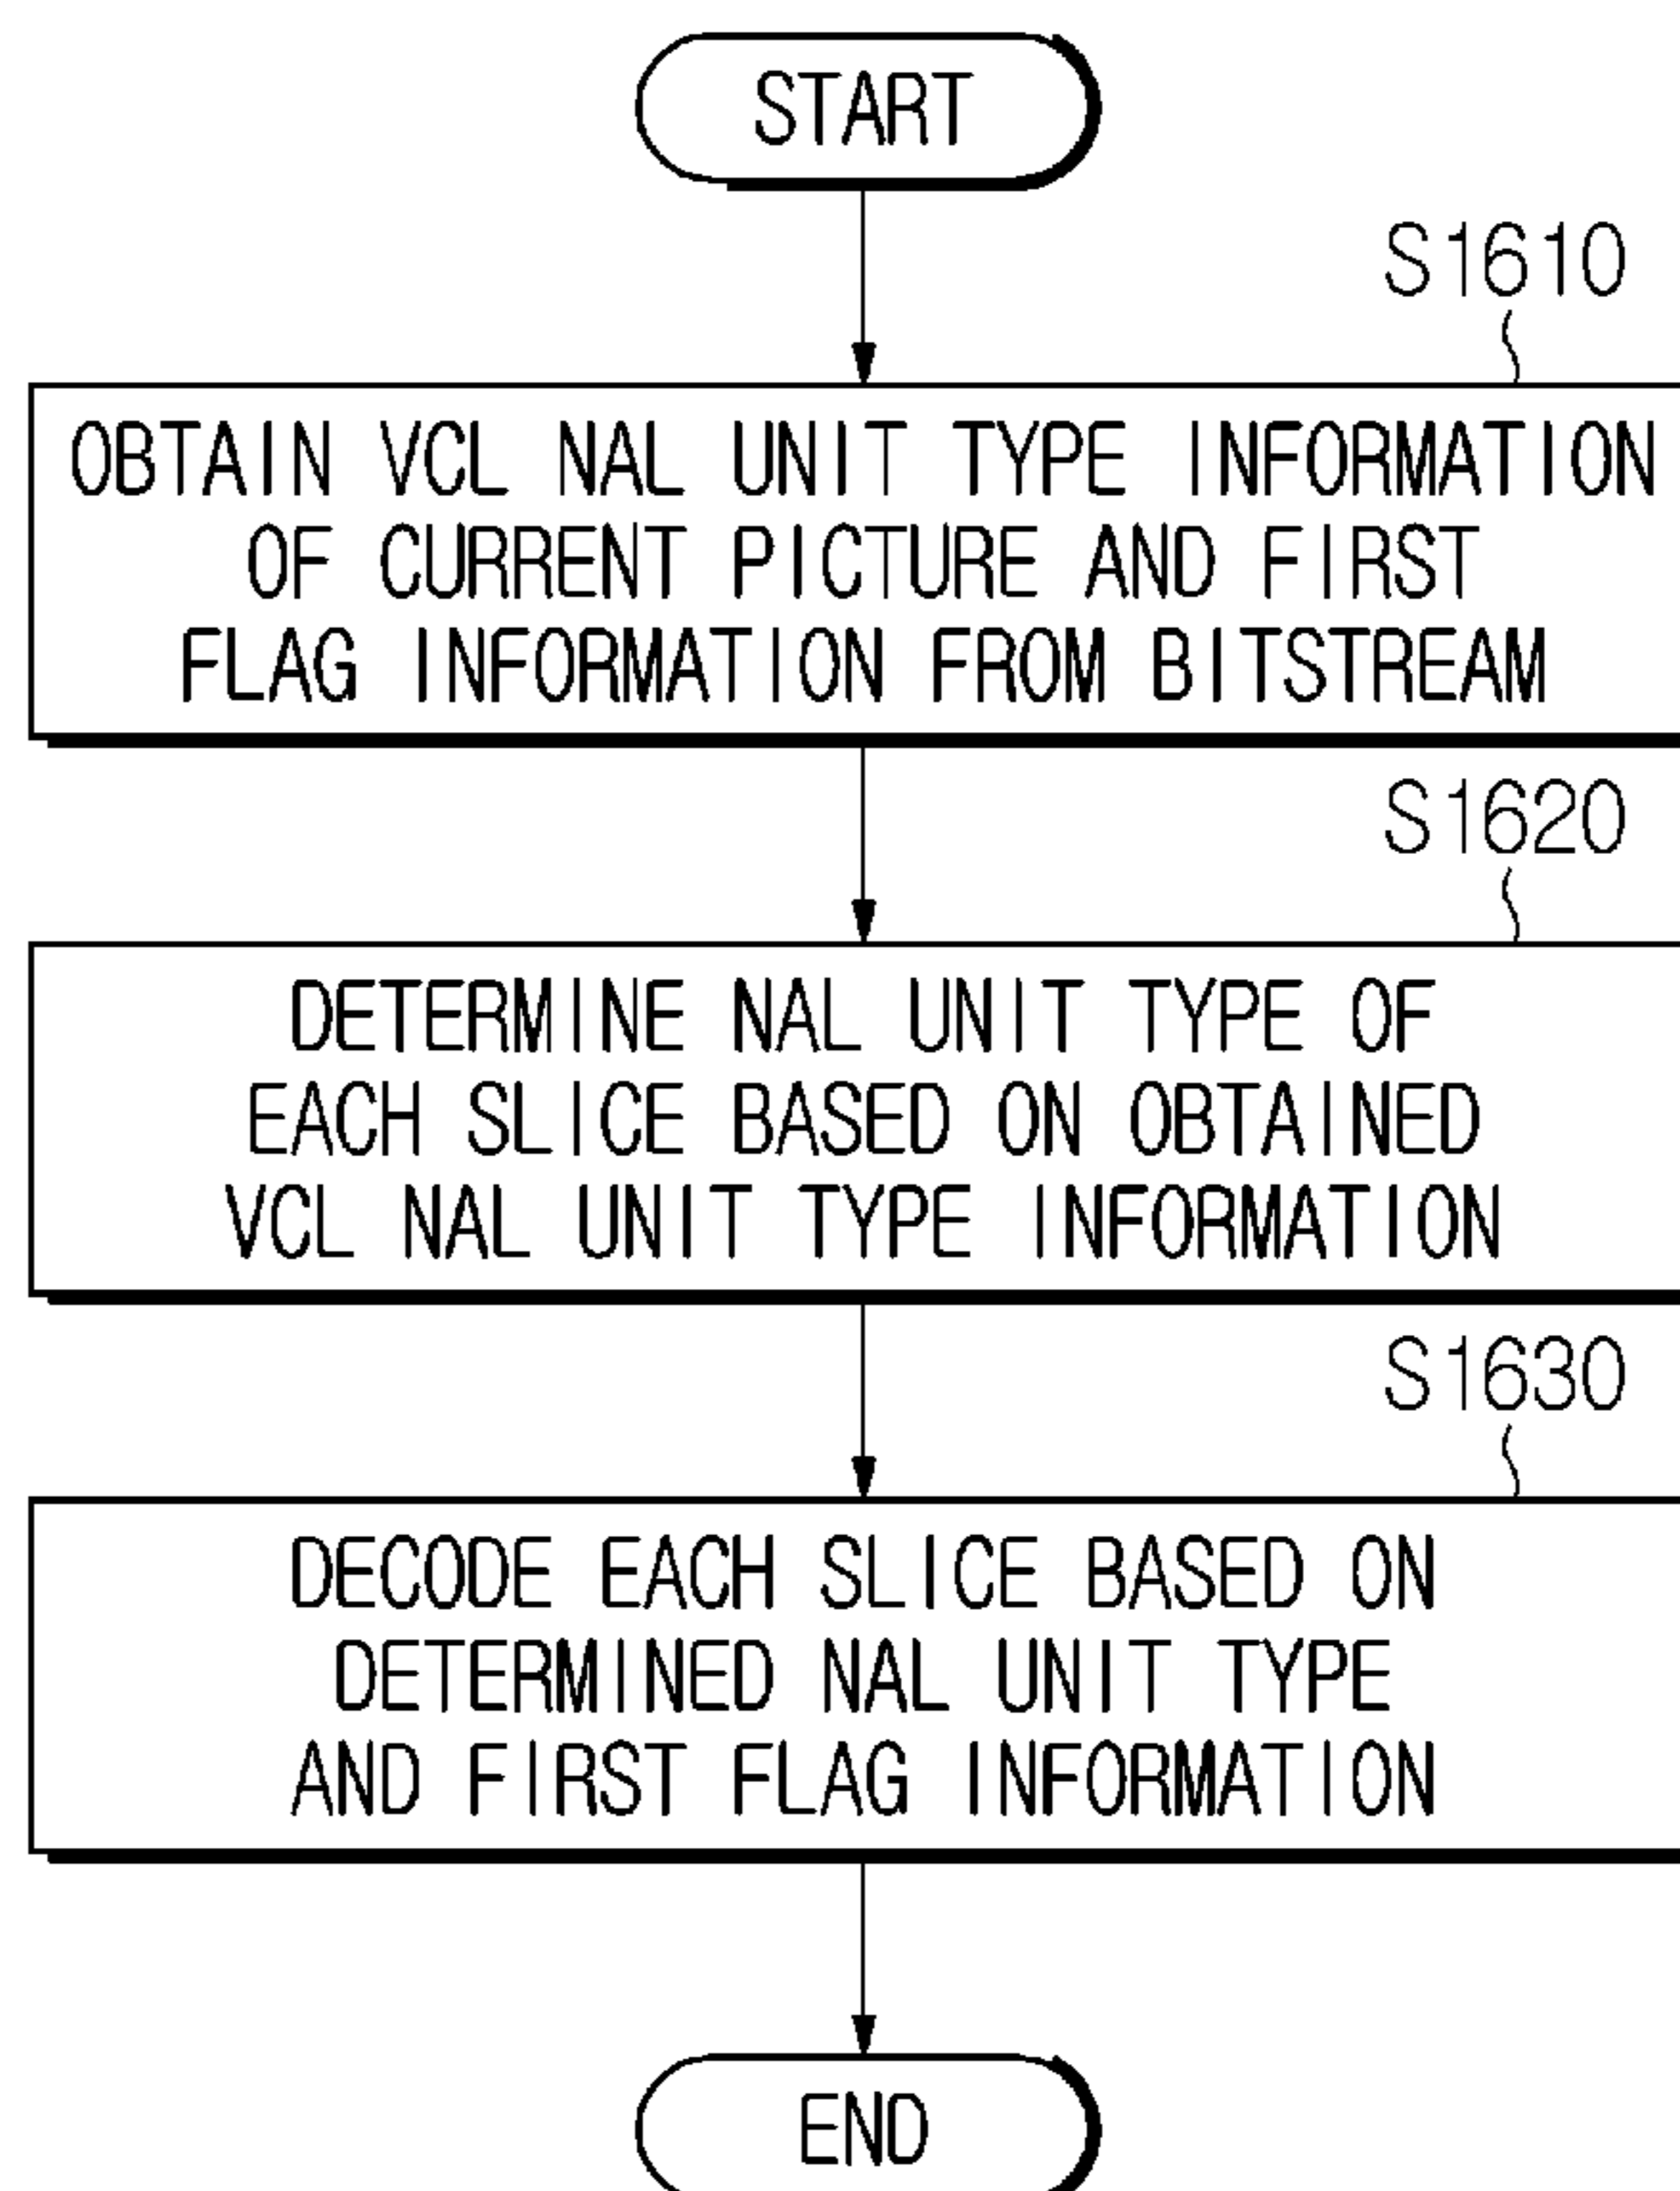 START
S1610
OBTAIN VCL NAL UNIT TYPE INFORMATION
OF CURRENT PICTURE AND FIRST
FLAG INFORMATION FROM BITSTREAM
S1620
DETERMINE NAL UNIT TYPE OF
EACH SLICE BASED ON OBTAINED
VCL NAL UNIT TYPE INFORMATION
S1630
DECODE EACH SLICE BASED ON
DETERMINED NAL UNIT TYPE
AND FIRST FLAG INFORMATION
END